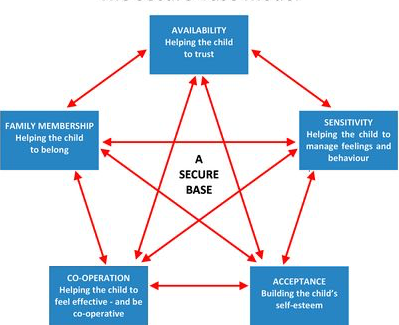 AVAILABILITY
Helping the child
to trust
FAMILY MEMBERSHIP
Helping the child
to belong
SENSITIVITY
Helping the child to
manage feelings and
behaviour
A
SECURE
BASE
CO-OPERATION
Helping the child to
feel effective - and be
co-operative
ACCEPTANCE
Building the child's
self-esteem